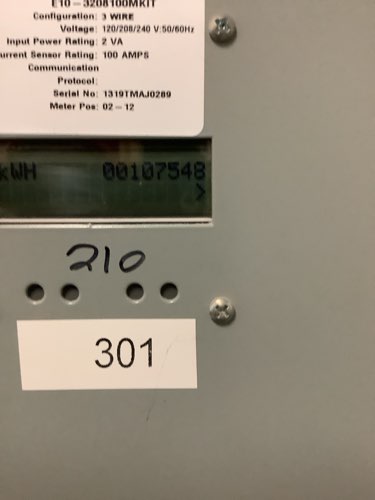 E10-3208100MKIT
Configuration: 3 WIRE
Voltage: 120/208/240 V:50/60Hz
Input Power Rating: 2 VA
urrent Sensor Rating: 100 AMPS
Communication
Protocol:
Serial No: 1319TMAJ0289
Meter Pos: 02-12
kWH 00107548
>
210
301